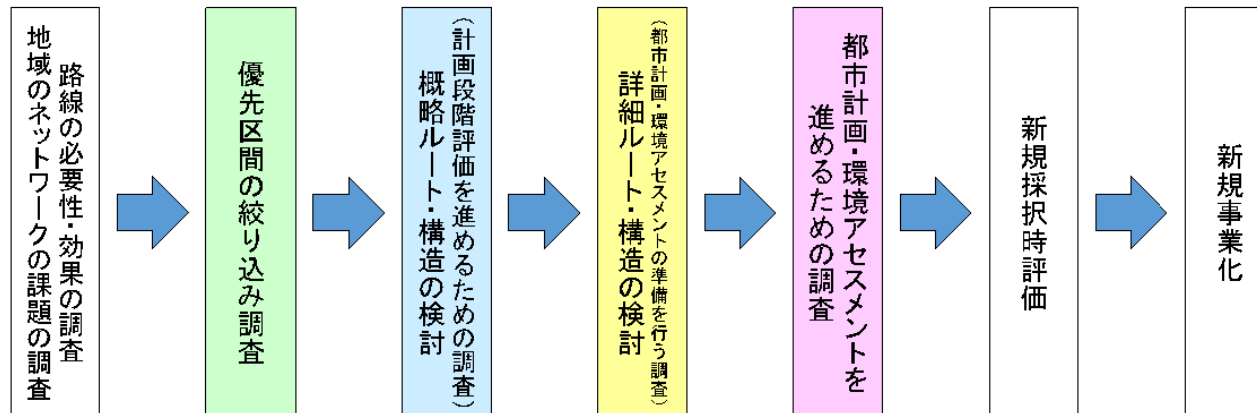 路線の必要性・効果の調査
地域のネットワークの課題の調査
優先区間の絞り込み調査
(計画段階評価を進めるための調査)
概略ルート・構造の検討
(都市計画・環境アセスメントの準備を行う調査)
詳細ルート・構造の検討
都市計画・環境アセスメントを
進めるための調査
新規採択時評価
新規事業化